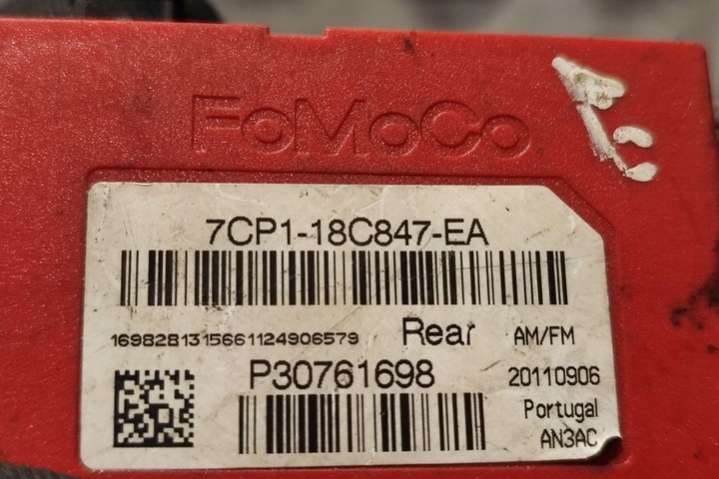 FoMoCo
7CP1-18C847-EA
1698281315661124906579 Rear AM/FM
P30761698 20110906
Portugal
AN3AC